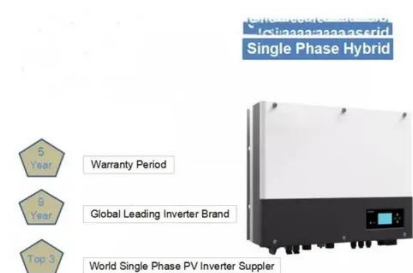 Single Phase Hybrid
5
Year
Warranty Period
9
Year
Global Leading Inverter Brand
Top 3
World Single Phase PV Inverter Suppler